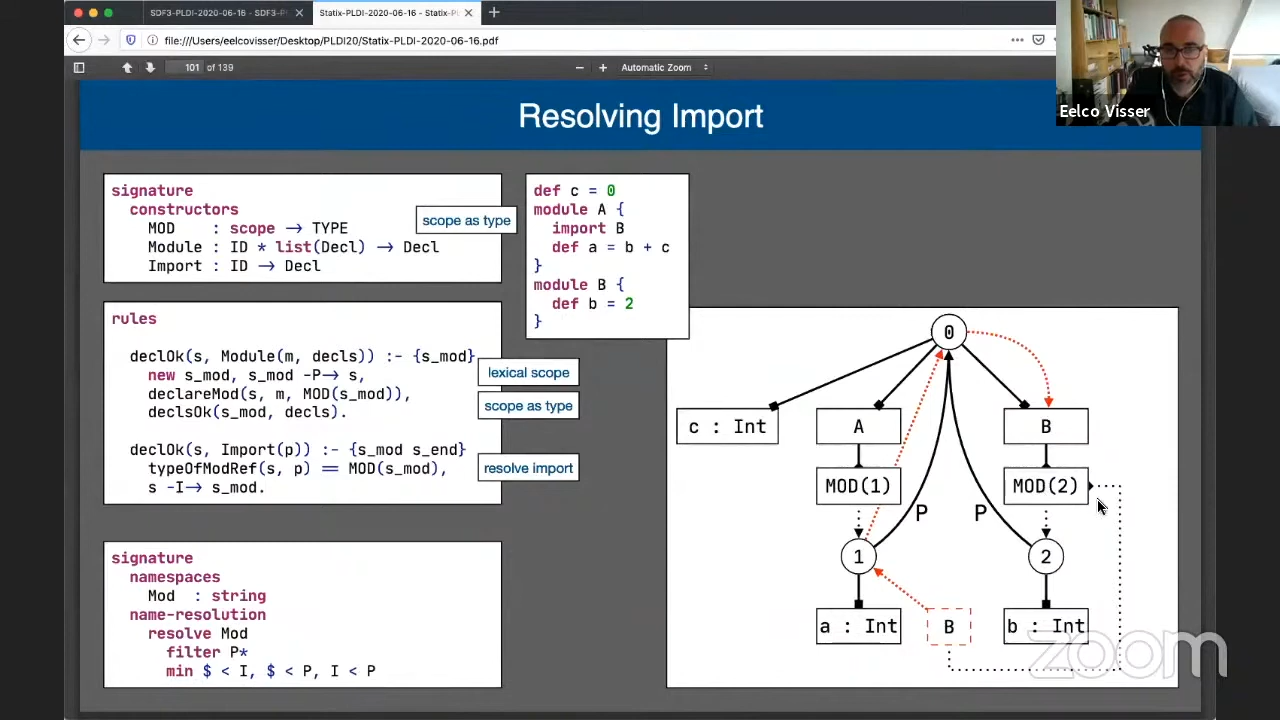 SDF3-PLDI-2020-06-16 - SDF3-P
Statix-PLDI-2020-06-16 - Statix-PL
file:///Users/eelcovisser/Desktop/PLDI20/Statix-PLDI-2020-06-16.pdf
101 of 139
Automatic Zoom
Eelco Visser
Resolving Import
signature
constructors
MOD : scope → TYPE
Module : ID * list(Decl) → Decl
Import : ID → Decl
scope as type
def c = 0
module A {
import B
def a = b + c
}
module B {
def b = 2
}
rules
declOk(s, Module(m, decls)) :- {s_mod}
new s_mod, s_mod -P→ s,
declareMod(s, m, MOD(s_mod)),
declsOk(s_mod, decls).
lexical scope
scope as type
declOk(s, Import(p)) :- {s_mod s_end}
typeOfModRef(s, p) == MOD(s_mod),
s -I→ s_mod.
resolve import
signature
namespaces
Mod : string
name-resolution
resolve Mod
filter P*
min $ < I, $ < P, I < P
0
c : Int
A
B
MOD(1)
MOD(2)
P
P
1
2
a : Int
B
b : Int
zoom